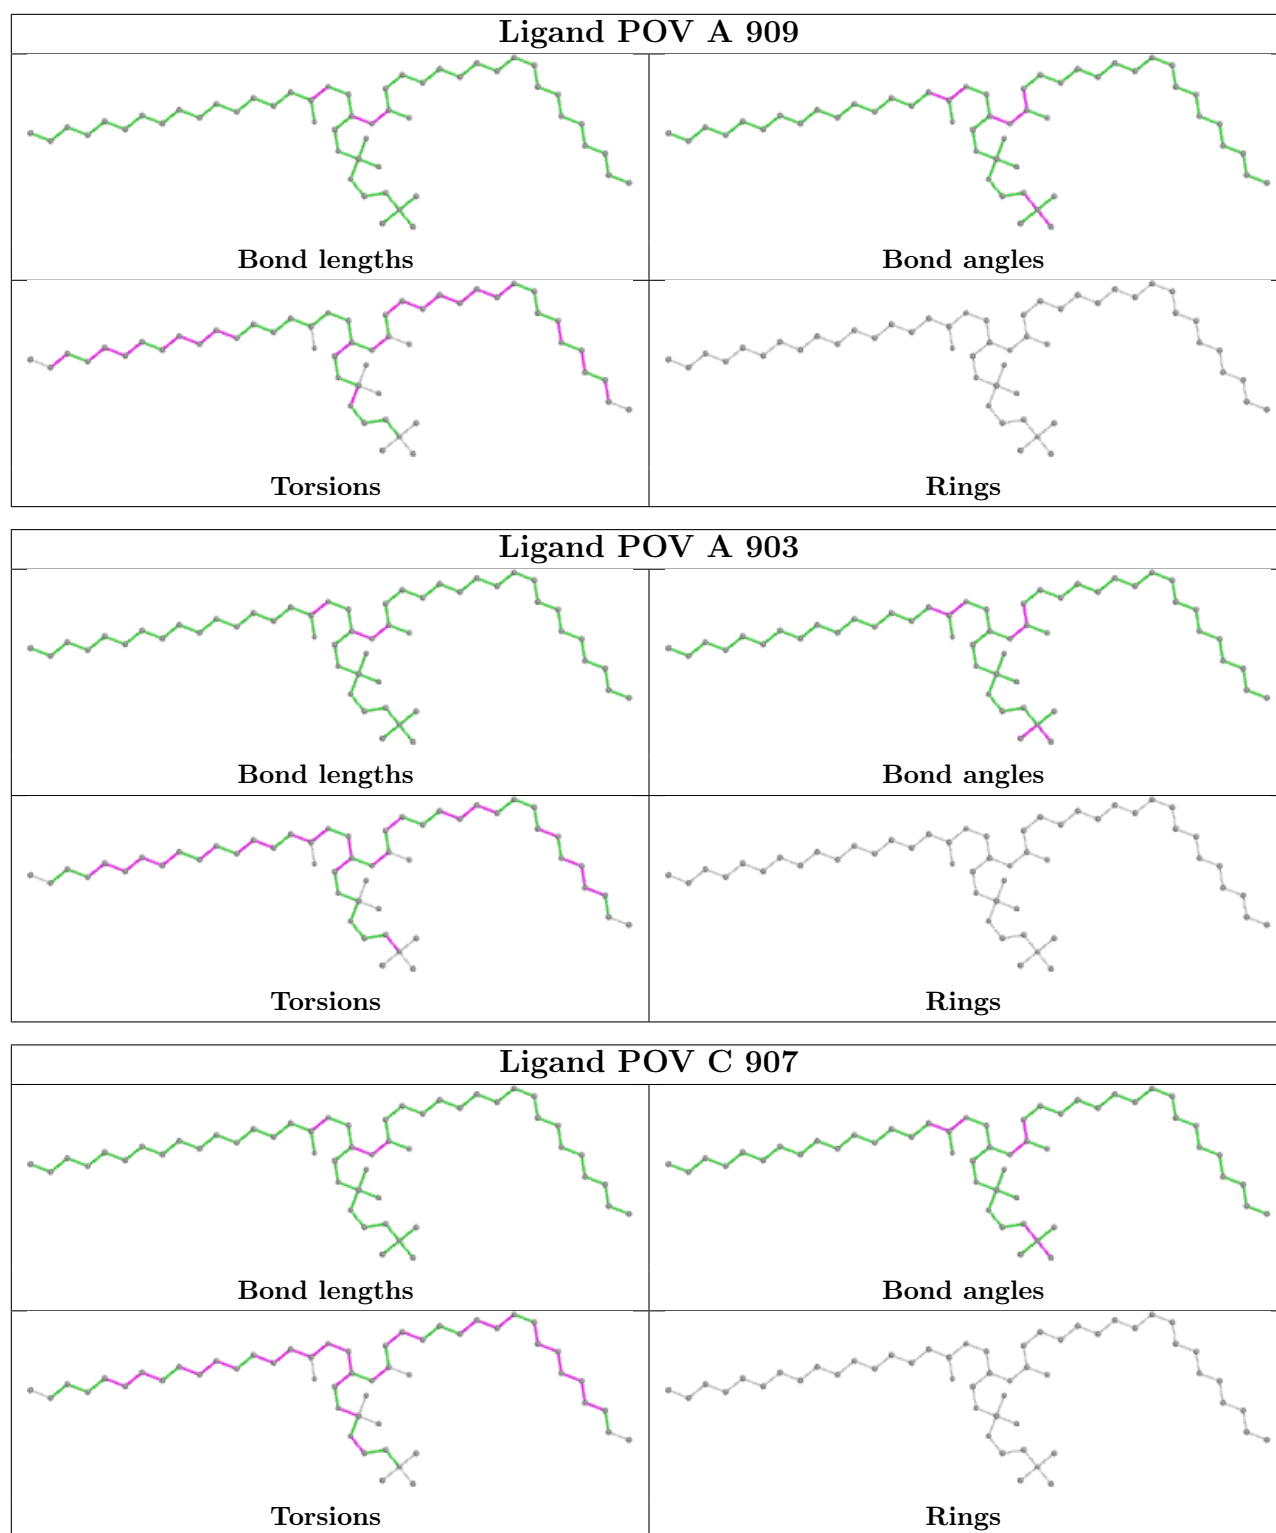 Ligand POV A 909
Bond lengths
Bond angles
Torsions
Rings
Ligand POV A 903
Bond lengths
Bond angles
Torsions
Rings
Ligand POV C 907
Bond lengths
Bond angles
Torsions
Rings